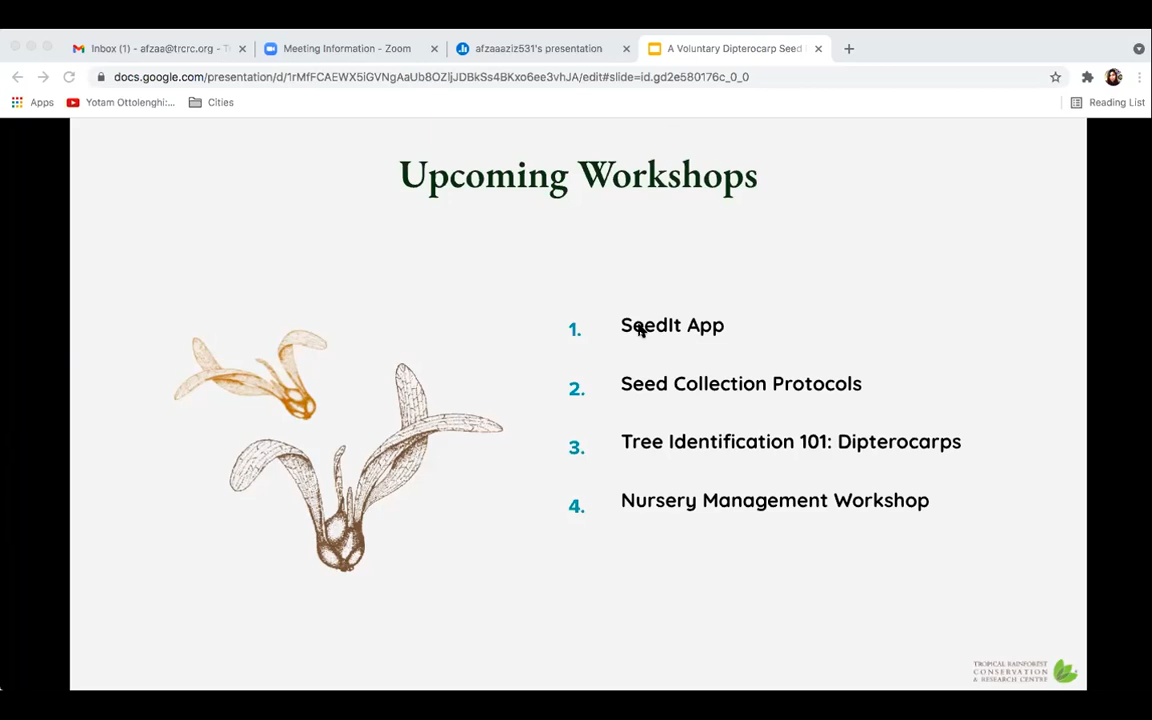 Inbox (1) - afzaa@trcrc.org - T
Meeting Information - Zoom
afzaaaziz531's presentation
A Voluntary Dipterocarp Seed
docs.google.com/presentation/d/1rMfFCAEWX5iGVNgAaUb8OZljJDBkSs4BKxo6ee3vhJA/edit#slide=id.gd2e580176c_0_0
Apps
Yotam Ottolenghi:...
Cities
Reading List
Upcoming Workshops
1. SeedIt App
2. Seed Collection Protocols
3. Tree Identification 101: Dipterocarps
4. Nursery Management Workshop
TROPICAL RAINFOREST
CONSERVATION
& RESEARCH CENTRE